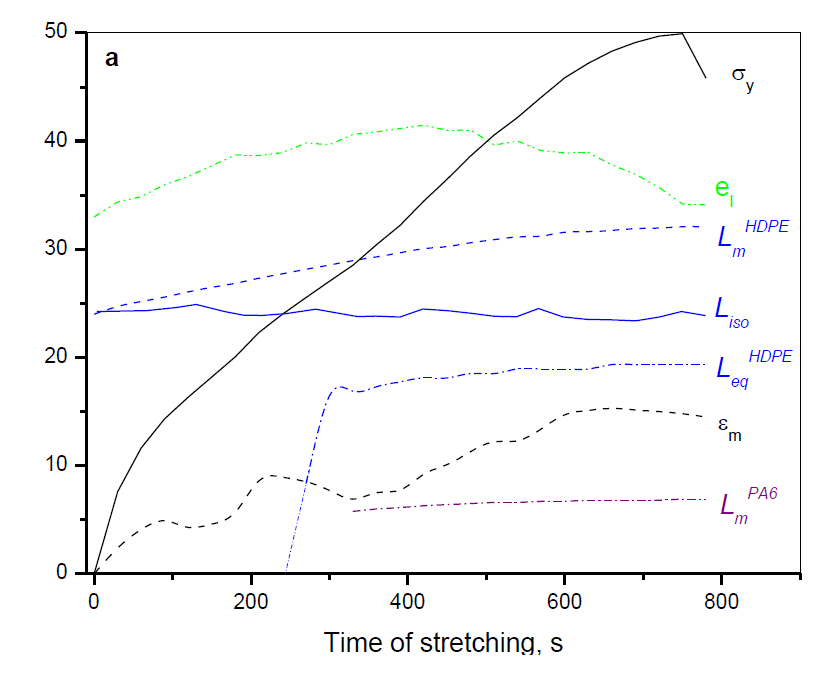 a
50
40
30
20
10
0
σy
el
Lm HDPE
Liso
Leq HDPE
εm
Lm PA6
0 200 400 600 800
Time of stretching, s